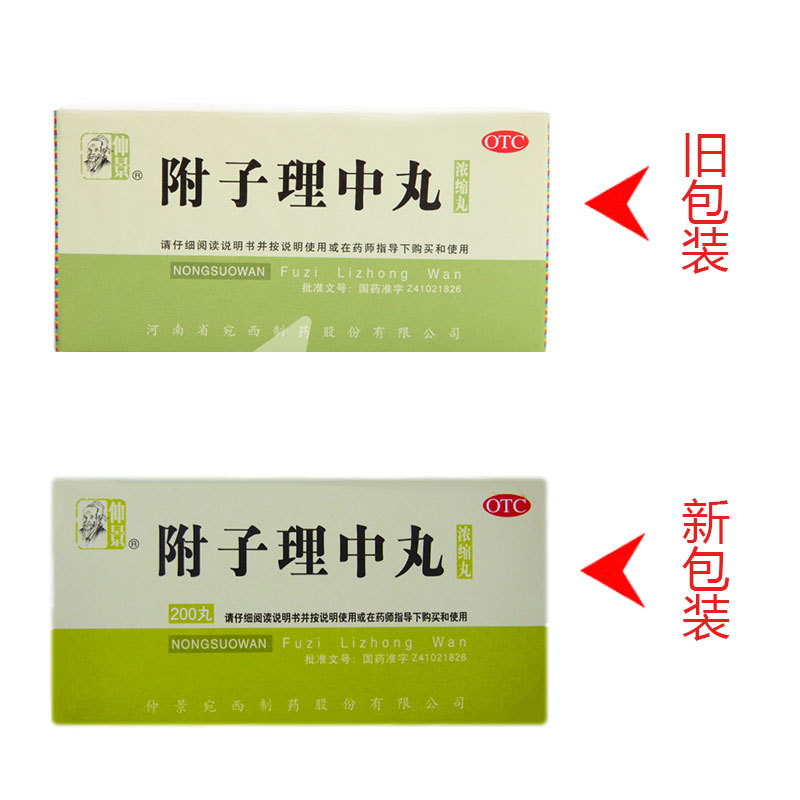 仲景
®
附子理中丸
浓缩丸
OTC
请仔细阅读说明书并按说明使用或在药师指导下购买和使用
NONGSUOWAN Fuzi Lizhong Wan
批准文号：国药准字Z41021826
河南省宛西制药股份有限公司
旧包装
仲景
®
附子理中丸
浓缩丸
OTC
200丸 请仔细阅读说明书并按说明使用或在药师指导下购买和使用
NONGSUOWAN Fuzi Lizhong Wan
批准文号：国药准字Z41021826
仲景宛西制药股份有限公司
新包装